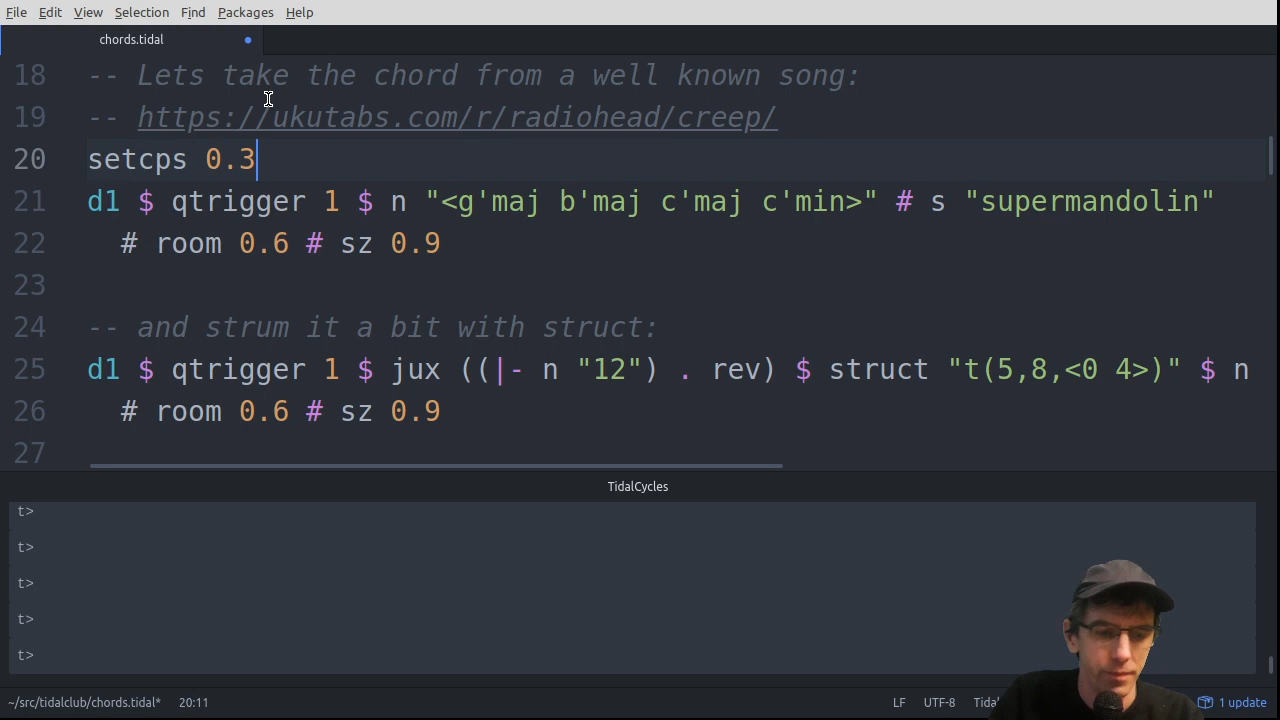 File Edit View Selection Find Packages Help
chords.tidal
18 -- Lets take the chord from a well known song:
19 -- https://ukutabs.com/r/radiohead/creep/
20 setcps 0.3
21 d1 $ qtrigger 1 $ n "<g'maj b'maj c'maj c'min>" # s "supermandolin"
22 # room 0.6 # sz 0.9
23
24 -- and strum it a bit with struct:
25 d1 $ qtrigger 1 $ jux ((|- n "12") . rev) $ struct "t(5,8,<0 4>)" $ n
26 # room 0.6 # sz 0.9
27
TidalCycles
t>
t>
t>
t>
t>
~/src/tidalclub/chords.tidal* 20:11 LF UTF-8 Tidal 1 update